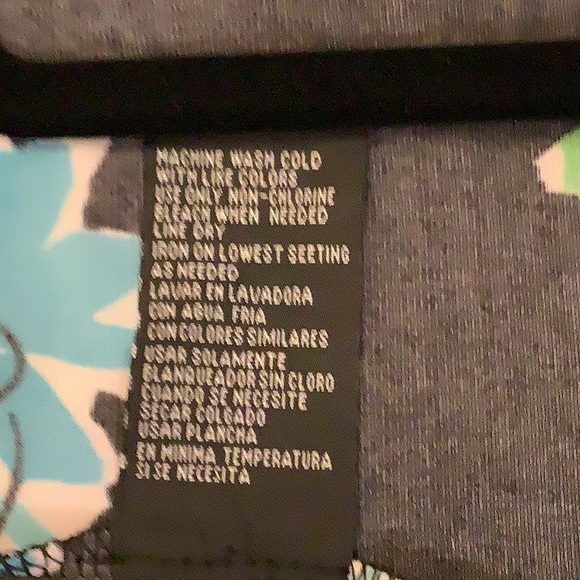 MACHINE WASH COLD
WITH LIKE COLORS
USE ONLY NON-CHLORINE
BLEACH WHEN NEEDED
LINE DRY
IRON ON LOWEST SEETING
AS NEEDED
LAVAR EN LAVADORA
CON AGUA FRIA
CON COLORES SIMILARES
USAR SOLAMENTE
BLANQUEADOR SIN CLORO
CUANDO SE NECESITE
SECAR COLGADO
USAR PLANCHA
EN MINIMA TEMPERATURA
SI SE NECESITA